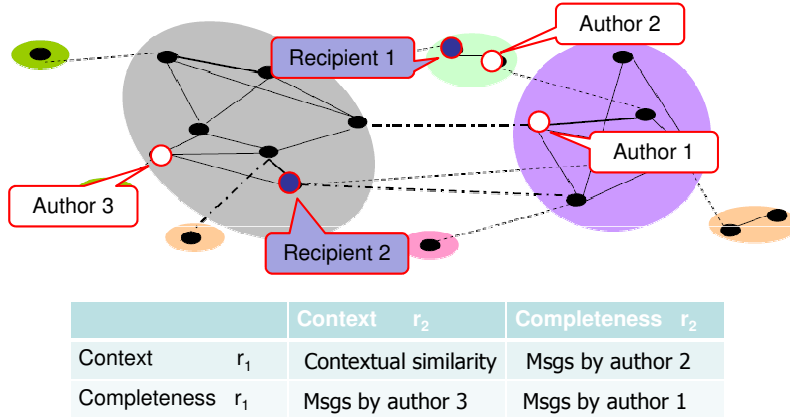 Author 2
Recipient 1
Author 1
Author 3
Recipient 2
Context r₂ Completeness r₂
Context r₁ Contextual similarity Msgs by author 2
Completeness r₁ Msgs by author 3 Msgs by author 1